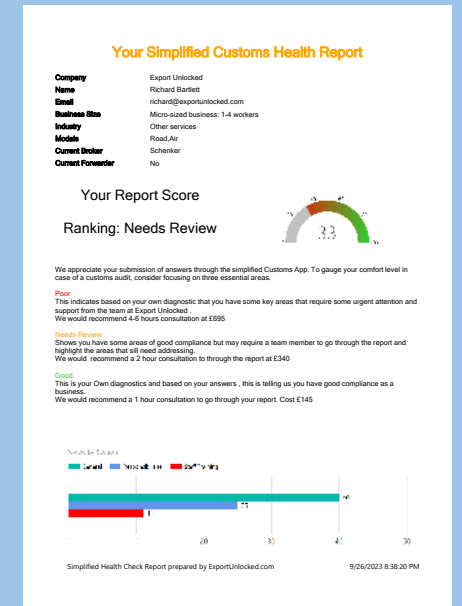 Your Simplified Customs Health Report
Company Export Unlocked
Name Richard Bartlett
Email richard@exportunlocked.com
Business Size Micro-sized business: 1-4 workers
Industry Other services
Models Road,Air
Current Broker Schenker
Current Forwarder No
Your Report Score
Ranking: Needs Review
33
We appreciate your submission of answers through the simplified Customs App. To gauge your comfort level in
case of a customs audit, consider focusing on three essential areas.
Poor
This indicates based on your own diagnostic that you have some key areas that require some urgent attention and
support from the team at Export Unlocked .
We would recommend 4-6 hours consultation at £695
Needs Review
Shows you have some areas of good compliance but may require a team member to go through the report and
highlight the areas that sill need addressing.
We would recommend a 2 hour consultation to through the report at £340
Good
This is your Own diagnostics and based on your answers , this is telling us you have good compliance as a
business.
We would recommend a 1 hour consultation to go through your report. Cost £145
General
20 50
Simplified Health Check Report prepared by ExportUnlocked.com 9/26/2023 8:38:20 PM